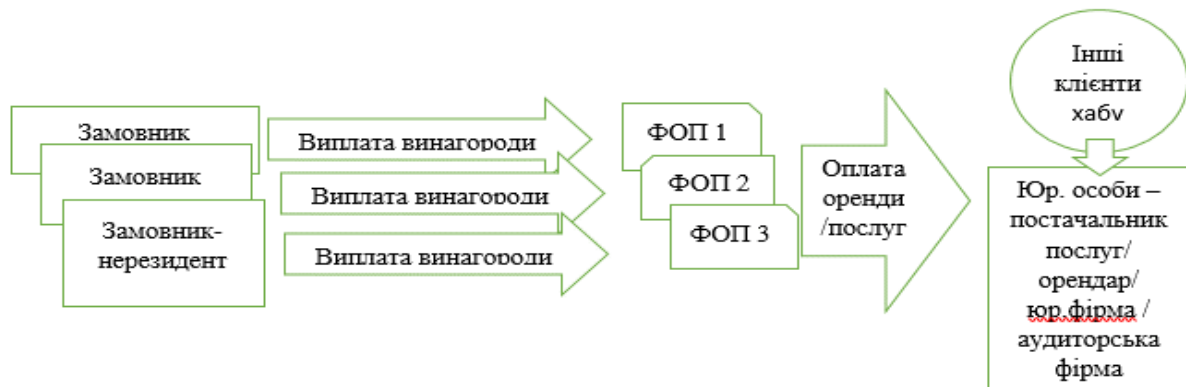 Замовник
Замовник
Замовник-
нерезидент
Виплата винагороди
Виплата винагороди
Виплата винагороди
ФОП 1
ФОП 2
ФОП 3
Оплата
оренди
/послуг
Інші
клієнти
хабу
Юр. особи –
постачальник
послуг/
орендар/
юр.фірма /
аудиторська
фірма